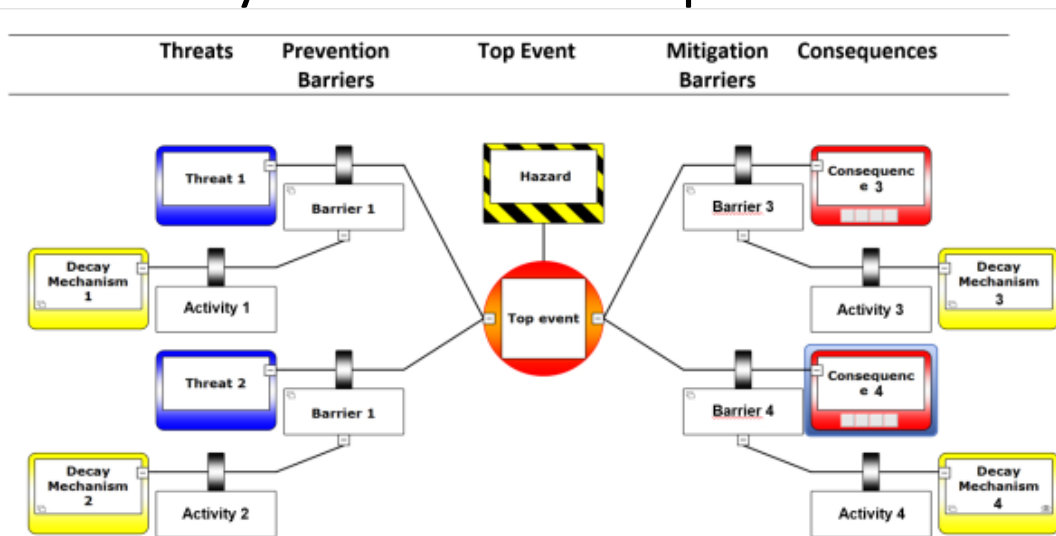 Threats
Prevention
Barriers
Top Event
Mitigation
Barriers
Consequences
Threat 1
Barrier 1
Hazard
Barrier 3
Consequenc
e 3
Decay
Mechanism
1
Activity 1
Top event
Activity 3
Decay
Mechanism
3
Threat 2
Barrier 1
Barrier 4
Consequenc
e 4
Decay
Mechanism
2
Activity 2
Activity 4
Decay
Mechanism
4